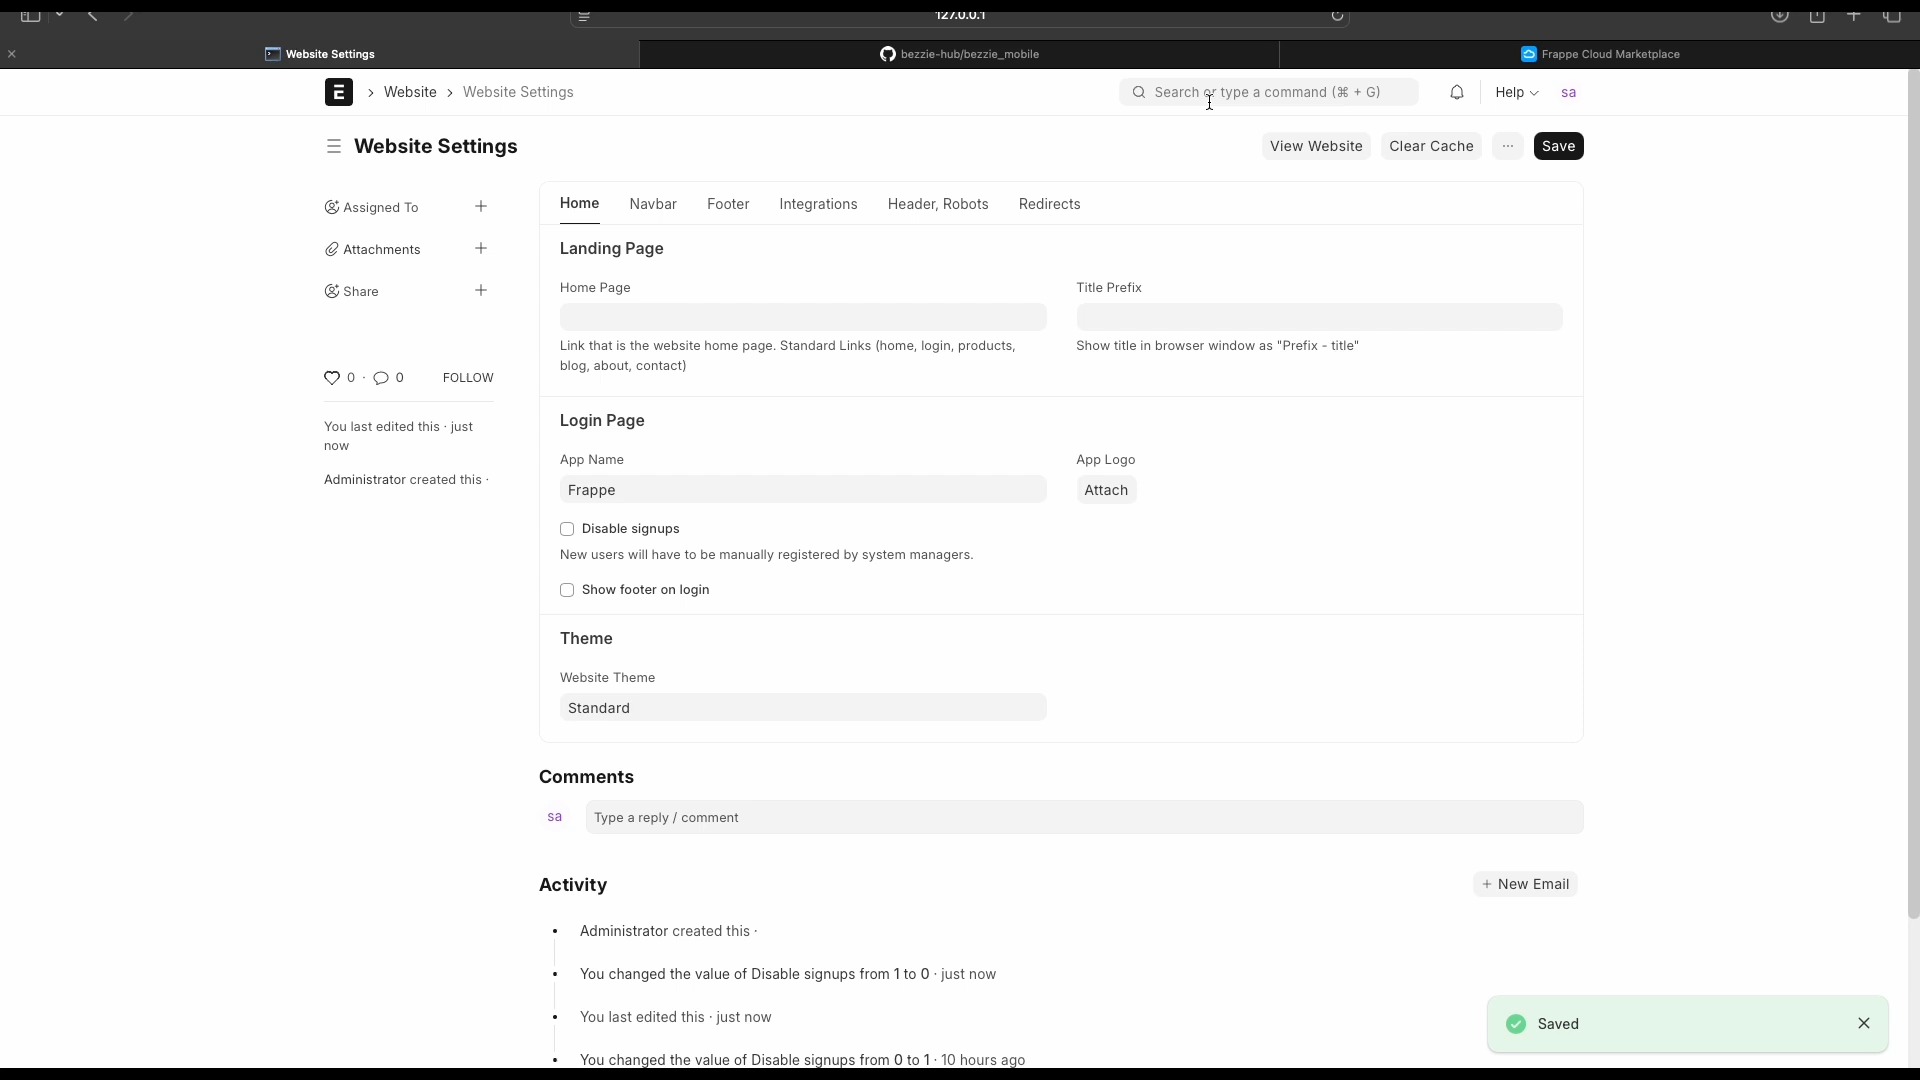 127.0.0.1
Website Settings
bezzie-hub/bezzie_mobile
Frappe Cloud Marketplace
E
Website
Website Settings
Search or type a command (⌘ + G)
Help
sa
Website Settings
View Website
Clear Cache
···
Save
Assigned To
Attachments
Share
0 · 0
FOLLOW
You last edited this · just
now
Administrator created this ·
Home
Navbar
Footer
Integrations
Header, Robots
Redirects
Landing Page
Home Page
Link that is the website home page. Standard Links (home, login, products,
blog, about, contact)
Title Prefix
Show title in browser window as "Prefix - title"
Login Page
App Name
Frappe
App Logo
Attach
Disable signups
New users will have to be manually registered by system managers.
Show footer on login
Theme
Website Theme
Standard
Comments
sa
Type a reply / comment
Activity
+ New Email
Administrator created this ·
You changed the value of Disable signups from 1 to 0 · just now
You last edited this · just now
You changed the value of Disable signups from 0 to 1 · 10 hours ago
Saved